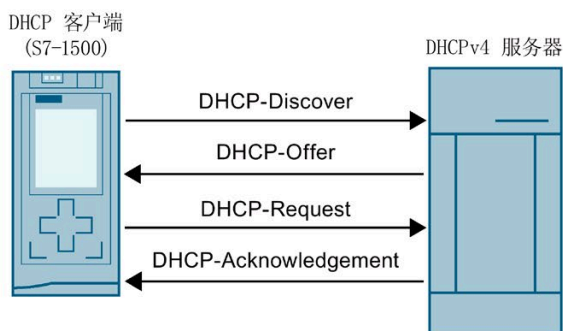 DHCP 客户端
(S7-1500)
DHCPv4 服务器
DHCP-Discover
DHCP-Offer
DHCP-Request
DHCP-Acknowledgement